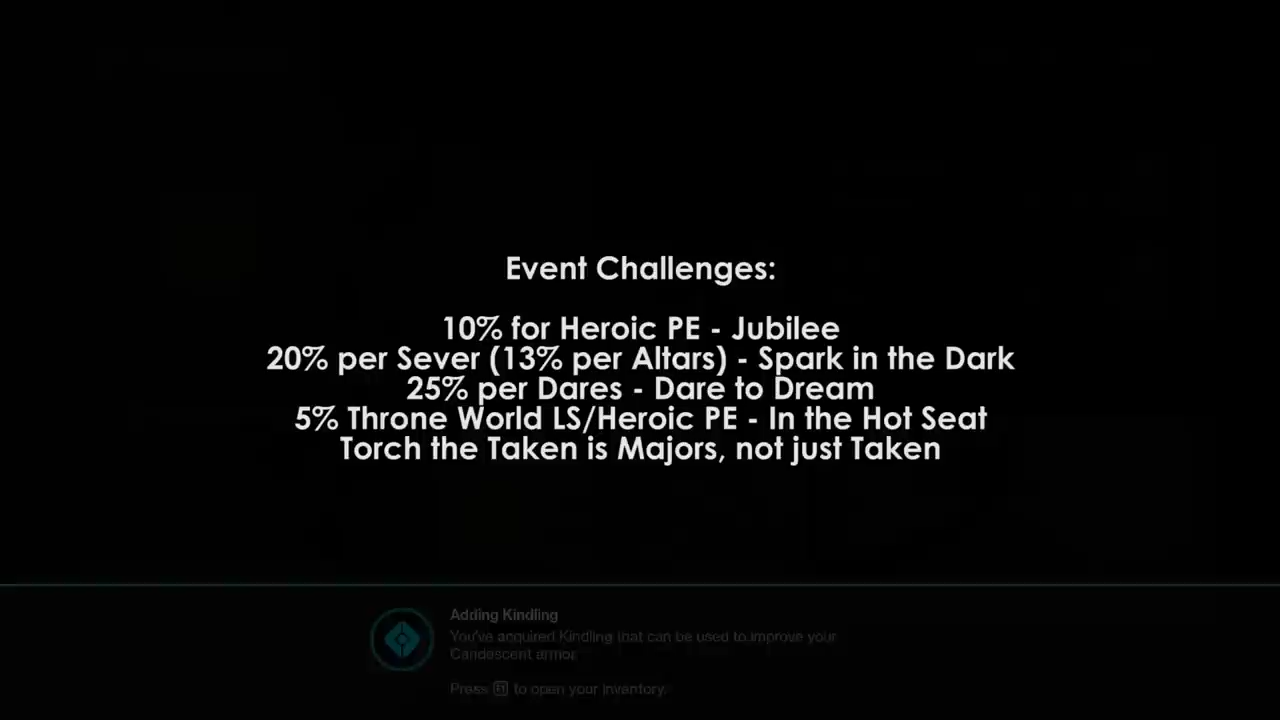 Event Challenges:
10% for Heroic PE - Jubilee
20% per Sever (13% per Altars) - Spark in the Dark
25% per Dares - Dare to Dream
5% Throne World LS/Heroic PE - In the Hot Seat
Torch the Taken is Majors, not just Taken
Adding Kindling
You've acquired Kindling that can be used to improve your
Candescent armor.
Press F1 to open your inventory.